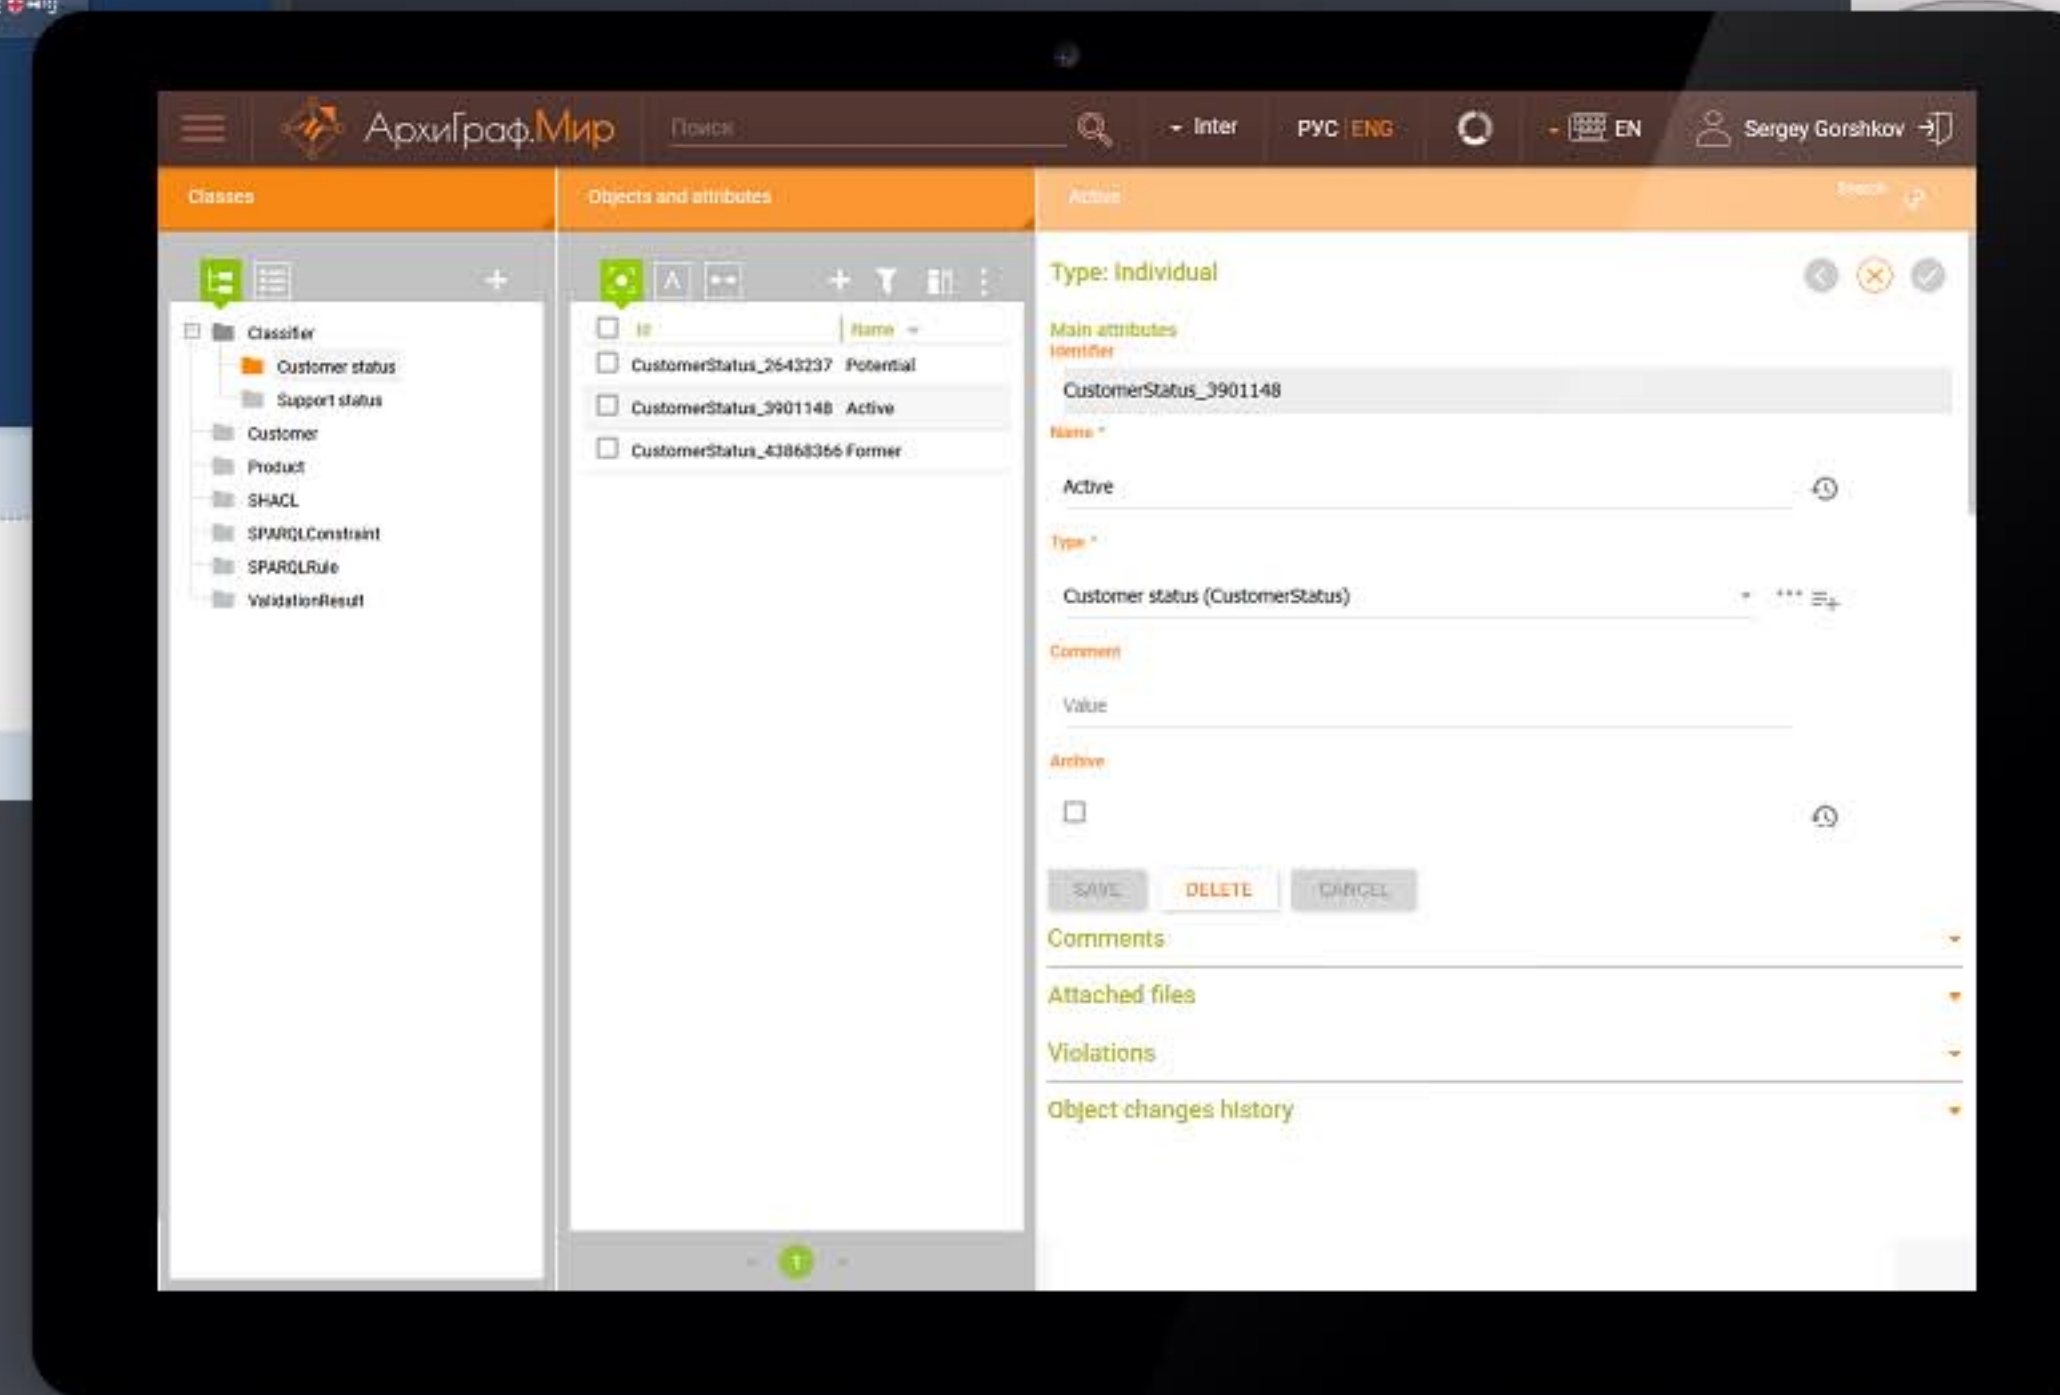 АрхиГраф.Мир
Поиск
Inter
РУС ENG
EN
Sergey Gorshkov
Classes
Objects and attributes
Active
Search
Type: Individual
Main attributes
Identifier
CustomerStatus_3901148
Name *
Active
Type *
Customer status (CustomerStatus)
Comment
Value
Archive
SAVE
DELETE
CANCEL
Comments
Attached files
Violations
Object changes history
Classifier
Customer status
Support status
Customer
Product
SHACL
SPARQLConstraint
SPARQLRule
ValidationResult
Id Name
CustomerStatus_2643237 Potential
CustomerStatus_3901148 Active
CustomerStatus_43868366 Former
1